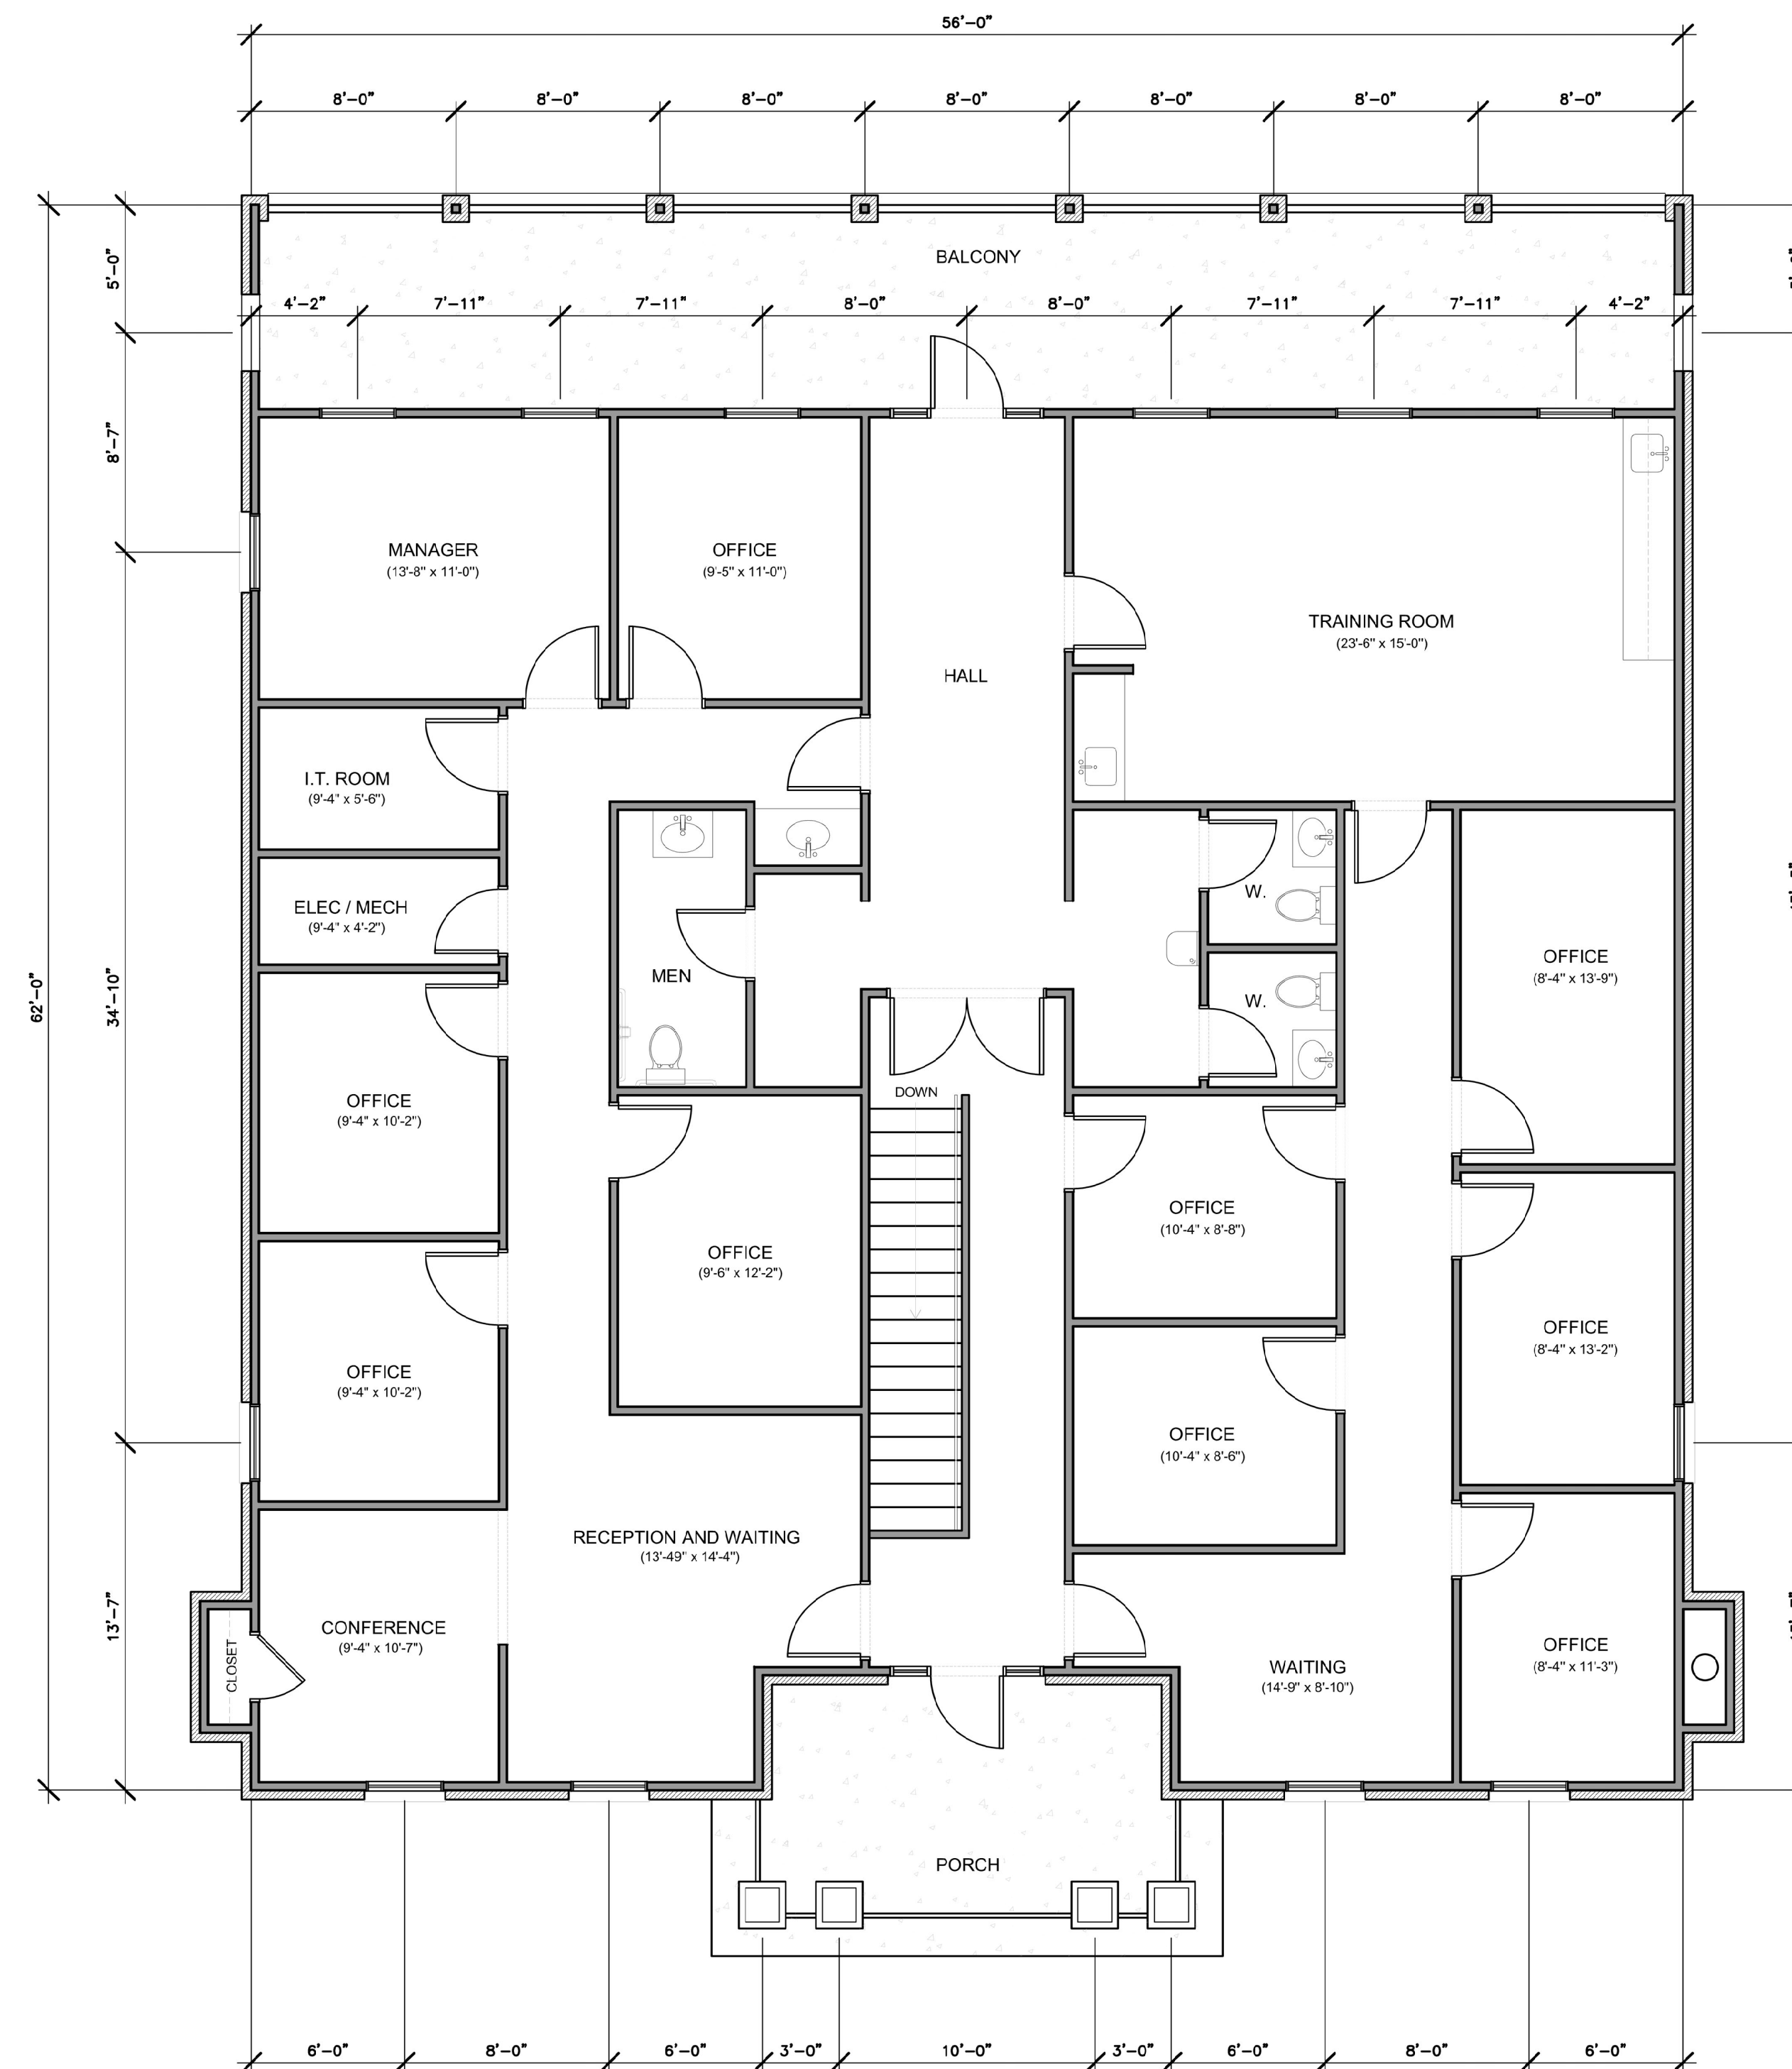 56'-0"
8'-0" 8'-0" 8'-0" 8'-0" 8'-0" 8'-0" 8'-0"
5'-0"
BALCONY
4'-2" 7'-11" 7'-11" 8'-0" 8'-0" 7'-11" 7'-11" 4'-2"
8'-7"
MANAGER
(13'-8" x 11'-0")
OFFICE
(9'-5" x 11'-0")
TRAINING ROOM
(23'-6" x 15'-0")
HALL
I.T. ROOM
(9'-4" x 5'-6")
ELEC / MECH
(9'-4" x 4'-2")
W.
MEN
W.
OFFICE
(8'-4" x 13'-9")
62'-0"
34'-10"
DOWN
OFFICE
(9'-4" x 10'-2")
OFFICE
(10'-4" x 8'-8")
OFFICE
(9'-6" x 12'-2")
OFFICE
(8'-4" x 13'-2")
OFFICE
(9'-4" x 10'-2")
OFFICE
(10'-4" x 8'-6")
RECEPTION AND WAITING
(13'-49" x 14'-4")
13'-7"
CLOSET
CONFERENCE
(9'-4" x 10'-7")
WAITING
(14'-9" x 8'-10")
OFFICE
(8'-4" x 11'-3")
PORCH
6'-0" 8'-0" 6'-0" 3'-0" 10'-0" 3'-0" 6'-0" 8'-0" 6'-0"